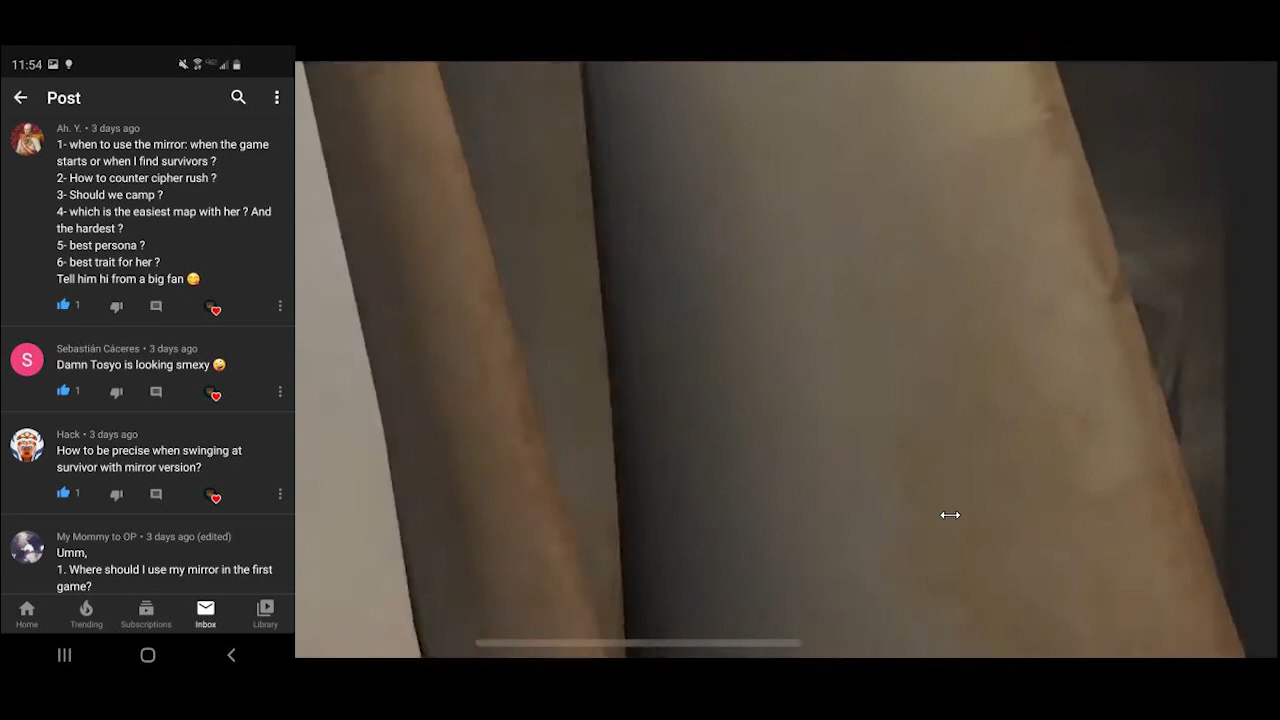 11:54
Post
Ah. Y. • 3 days ago
1- when to use the mirror: when the game
starts or when I find survivors ?
2- How to counter cipher rush ?
3- Should we camp ?
4- which is the easiest map with her ? And
the hardest ?
5- best persona ?
6- best trait for her ?
Tell him hi from a big fan 😋
1
Sebastián Cáceres • 3 days ago
S
Damn Tosyo is looking smexy 🤪
1
Hack • 3 days ago
How to be precise when swinging at
survivor with mirror version?
1
My Mommy to OP • 3 days ago (edited)
Umm,
1. Where should I use my mirror in the first
game?
Home Trending Subscriptions Inbox Library